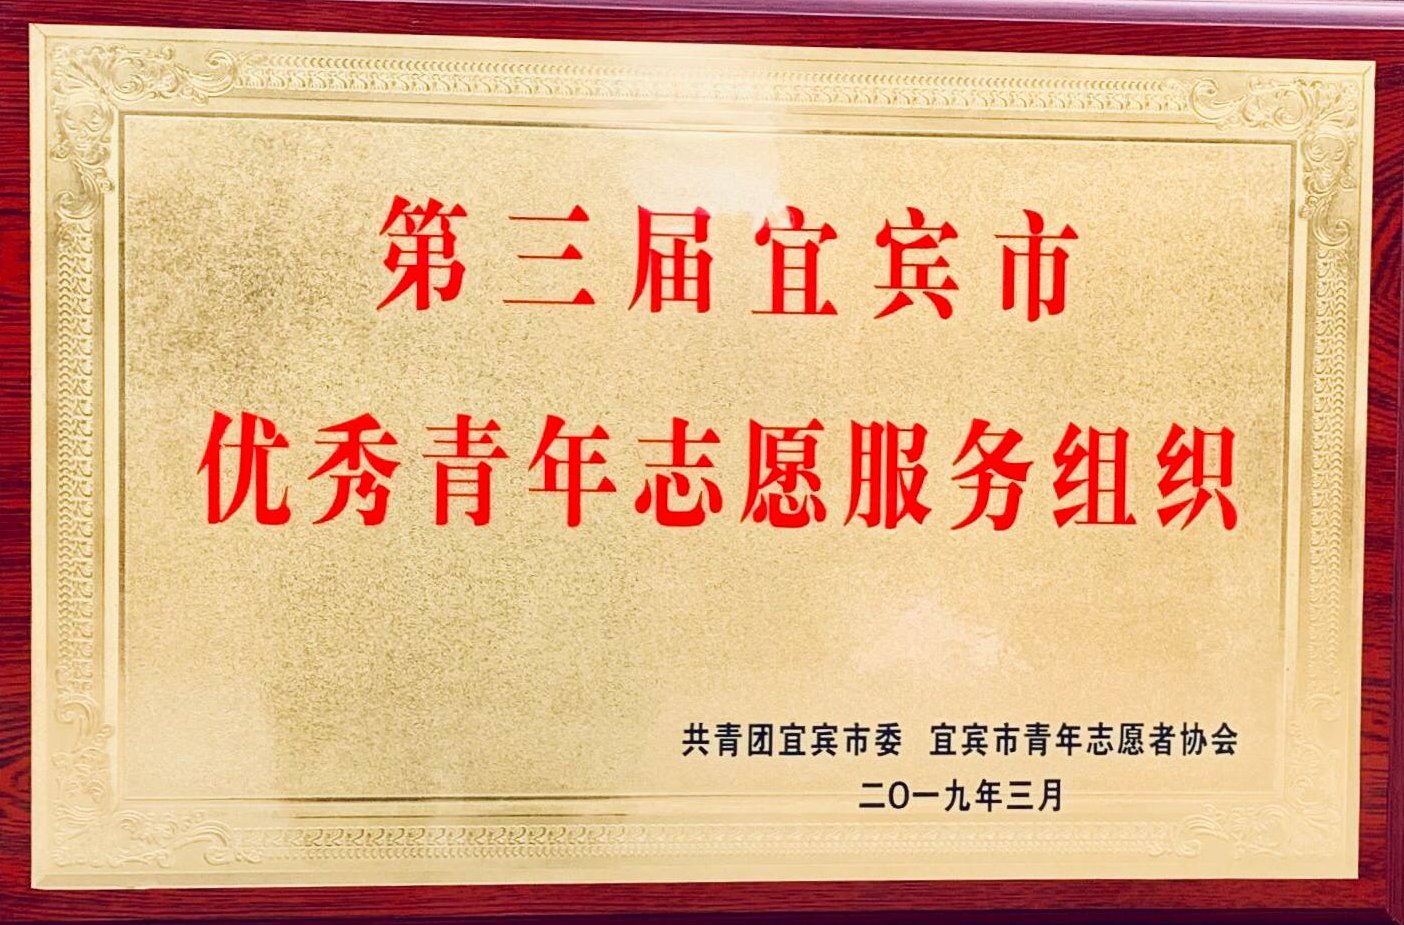 第三届宜宾市
优秀青年志愿服务组织
共青团宜宾市委 宜宾市青年志愿者协会
二〇一九年三月